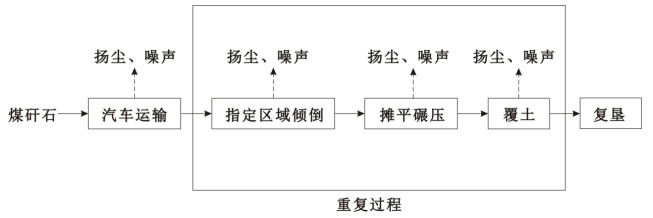 扬尘、噪声 扬尘、噪声 扬尘、噪声 扬尘、噪声
煤矸石 汽车运输 指定区域倾倒 摊平碾压 覆土 复垦
重复过程